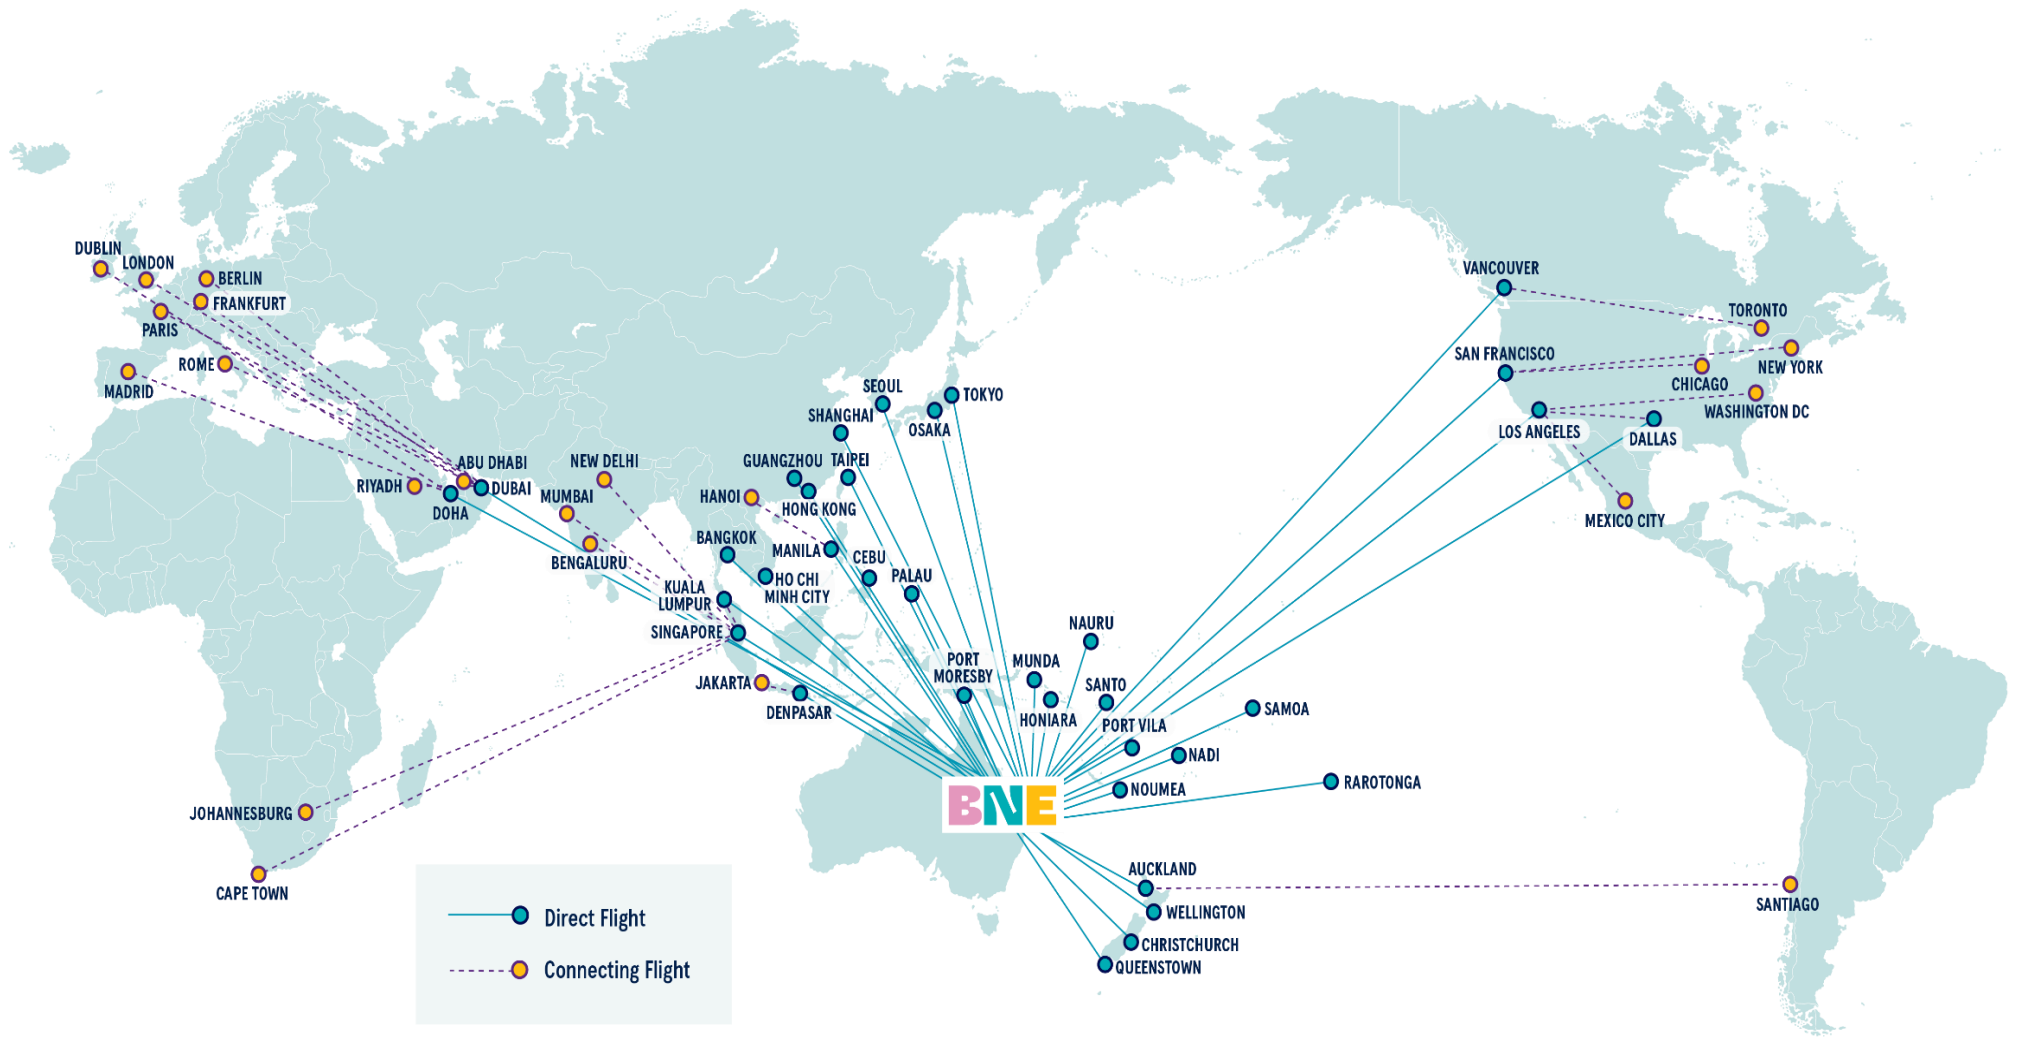 DUBLIN
LONDON
BERLIN
FRANKFURT
PARIS
ROME
MADRID
RIYADH
ABU DHABI
DUBAI
DOHA
NEW DELHI
MUMBAI
BENGALURU
SEOUL
TOKYO
SHANGHAI
OSAKA
GUANGZHOU
TAIPEI
HANOI
HONG KONG
BANGKOK
MANILA
CEBU
HO CHI
MINH CITY
PALAU
KUALA
LUMPUR
SINGAPORE
JAKARTA
DENPASAR
PORT
MORESBY
MUNDA
NAURU
HONIARA
SANTO
PORT VILA
SAMOA
NADI
NOUMEA
RAROTONGA
BNE
VANCOUVER
TORONTO
SAN FRANCISCO
NEW YORK
CHICAGO
WASHINGTON DC
LOS ANGELES
DALLAS
MEXICO CITY
JOHANNESBURG
CAPE TOWN
AUCKLAND
WELLINGTON
CHRISTCHURCH
QUEENSTOWN
SANTIAGO
Direct Flight
Connecting Flight